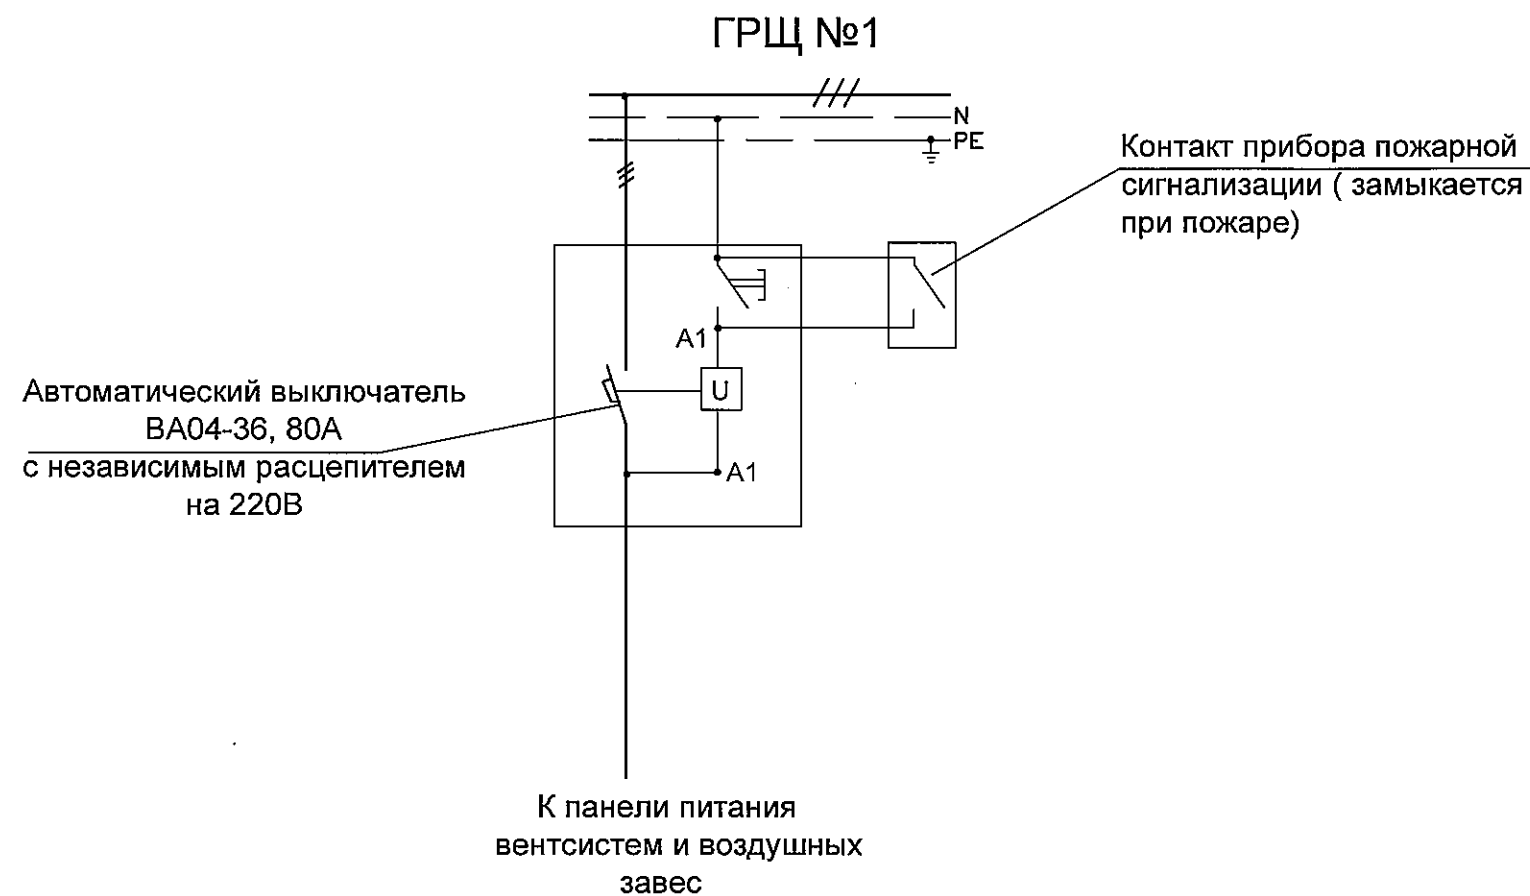 ГРЩ №1
N
PE
Контакт прибора пожарной
сигнализации ( замыкается
при пожаре)
A1
U
Автоматический выключатель
ВА04-36, 80А
с независимым расцепителем
на 220В
A1
К панели питания
вентсистем и воздушных
завес